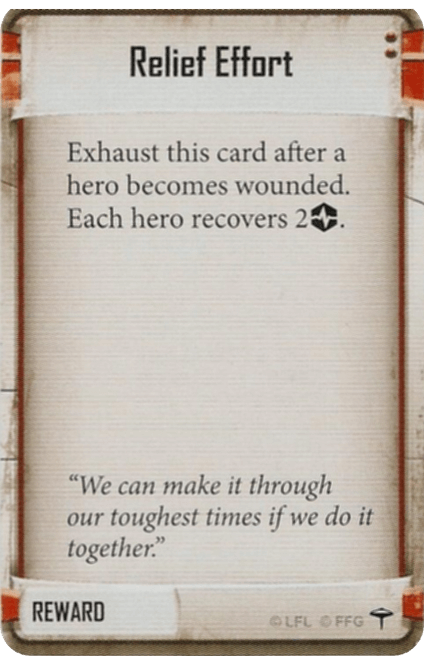 Relief Effort
Exhaust this card after a
hero becomes wounded.
Each hero recovers 2.
“We can make it through
our toughest times if we do it
together.”
REWARD
© LFL © FFG